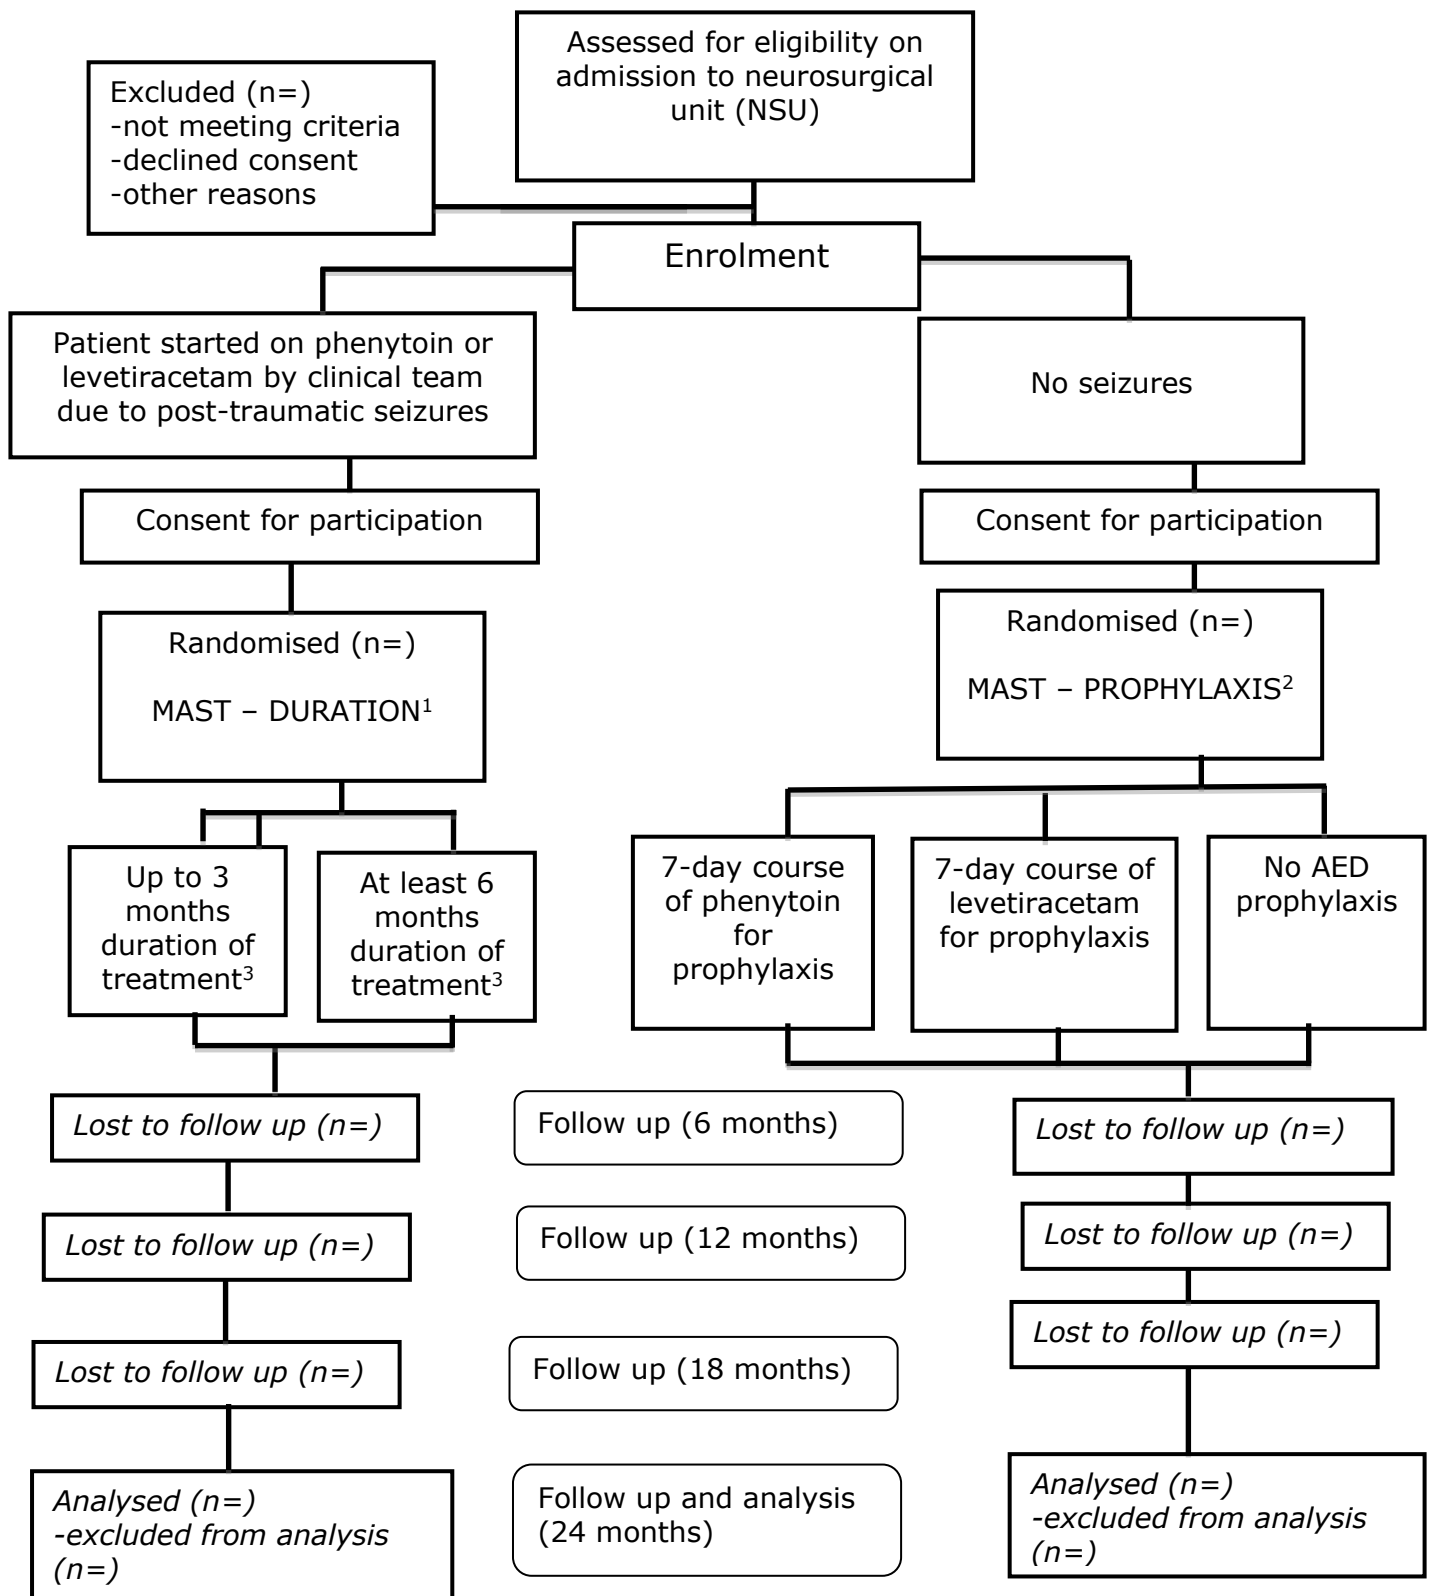 Assessed for eligibility on
admission to neurosurgical
unit (NSU)
Excluded (n=)
-not meeting criteria
-declined consent
-other reasons
Enrolment
Patient started on phenytoin or
levetiracetam by clinical team
due to post-traumatic seizures
No seizures
Consent for participation
Consent for participation
Randomised (n=)
MAST – DURATION¹
Randomised (n=)
MAST – PROPHYLAXIS²
Up to 3
months
duration of
treatment³
At least 6
months
duration of
treatment³
7-day course
of phenytoin
for
prophylaxis
7-day course of
levetiracetam
for prophylaxis
No AED
prophylaxis
Lost to follow up (n=)
Follow up (6 months)
Lost to follow up (n=)
Lost to follow up (n=)
Follow up (12 months)
Lost to follow up (n=)
Lost to follow up (n=)
Follow up (18 months)
Lost to follow up (n=)
Analysed (n=)
-excluded from analysis
(n=)
Follow up and analysis
(24 months)
Analysed (n=)
-excluded from analysis
(n=)